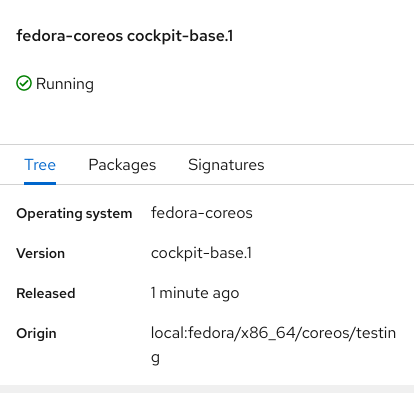 fedora-coreos cockpit-base.1
Running
Tree Packages Signatures
Operating system fedora-coreos
Version cockpit-base.1
Released 1 minute ago
Origin local:fedora/x86_64/coreos/testin
g